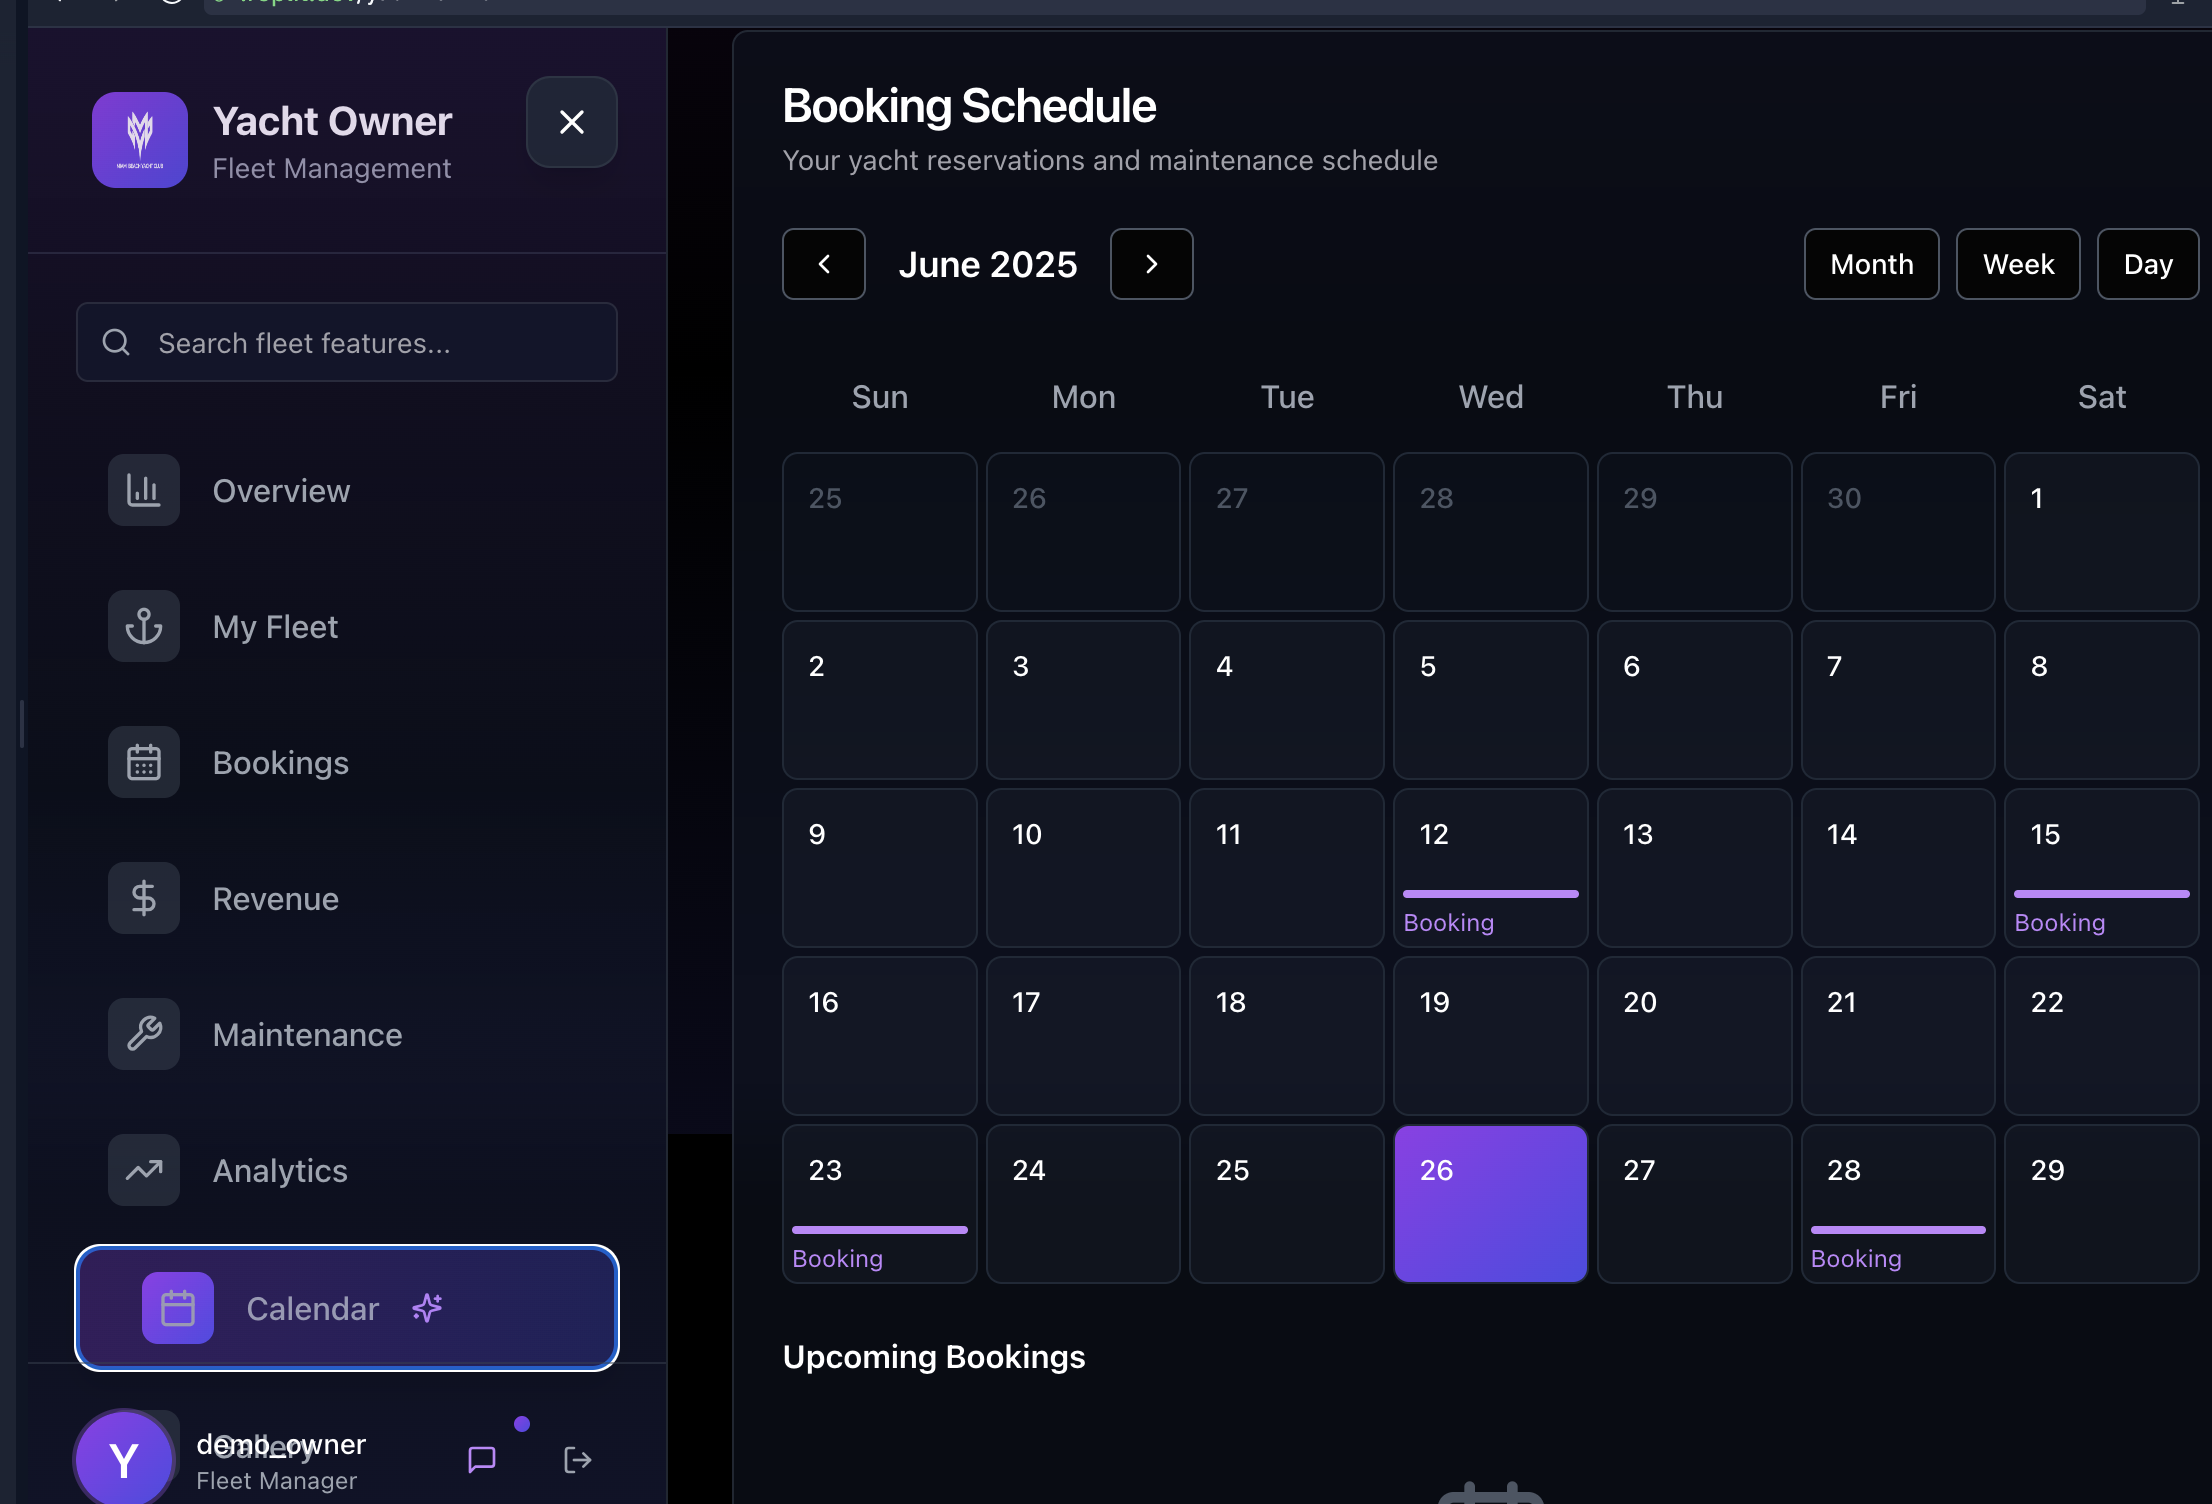 Yacht Owner
Fleet Management
Search fleet features...
Overview
My Fleet
Bookings
Revenue
Maintenance
Analytics
Calendar
Gallery
Y
demo_owner
Fleet Manager
Booking Schedule
Your yacht reservations and maintenance schedule
June 2025
Month Week Day
Sun Mon Tue Wed Thu Fri Sat
25 26 27 28 29 30 1
2 3 4 5 6 7 8
9 10 11 12 13 14 15
Booking Booking
16 17 18 19 20 21 22
23 24 25 26 27 28 29
Booking Booking
Upcoming Bookings